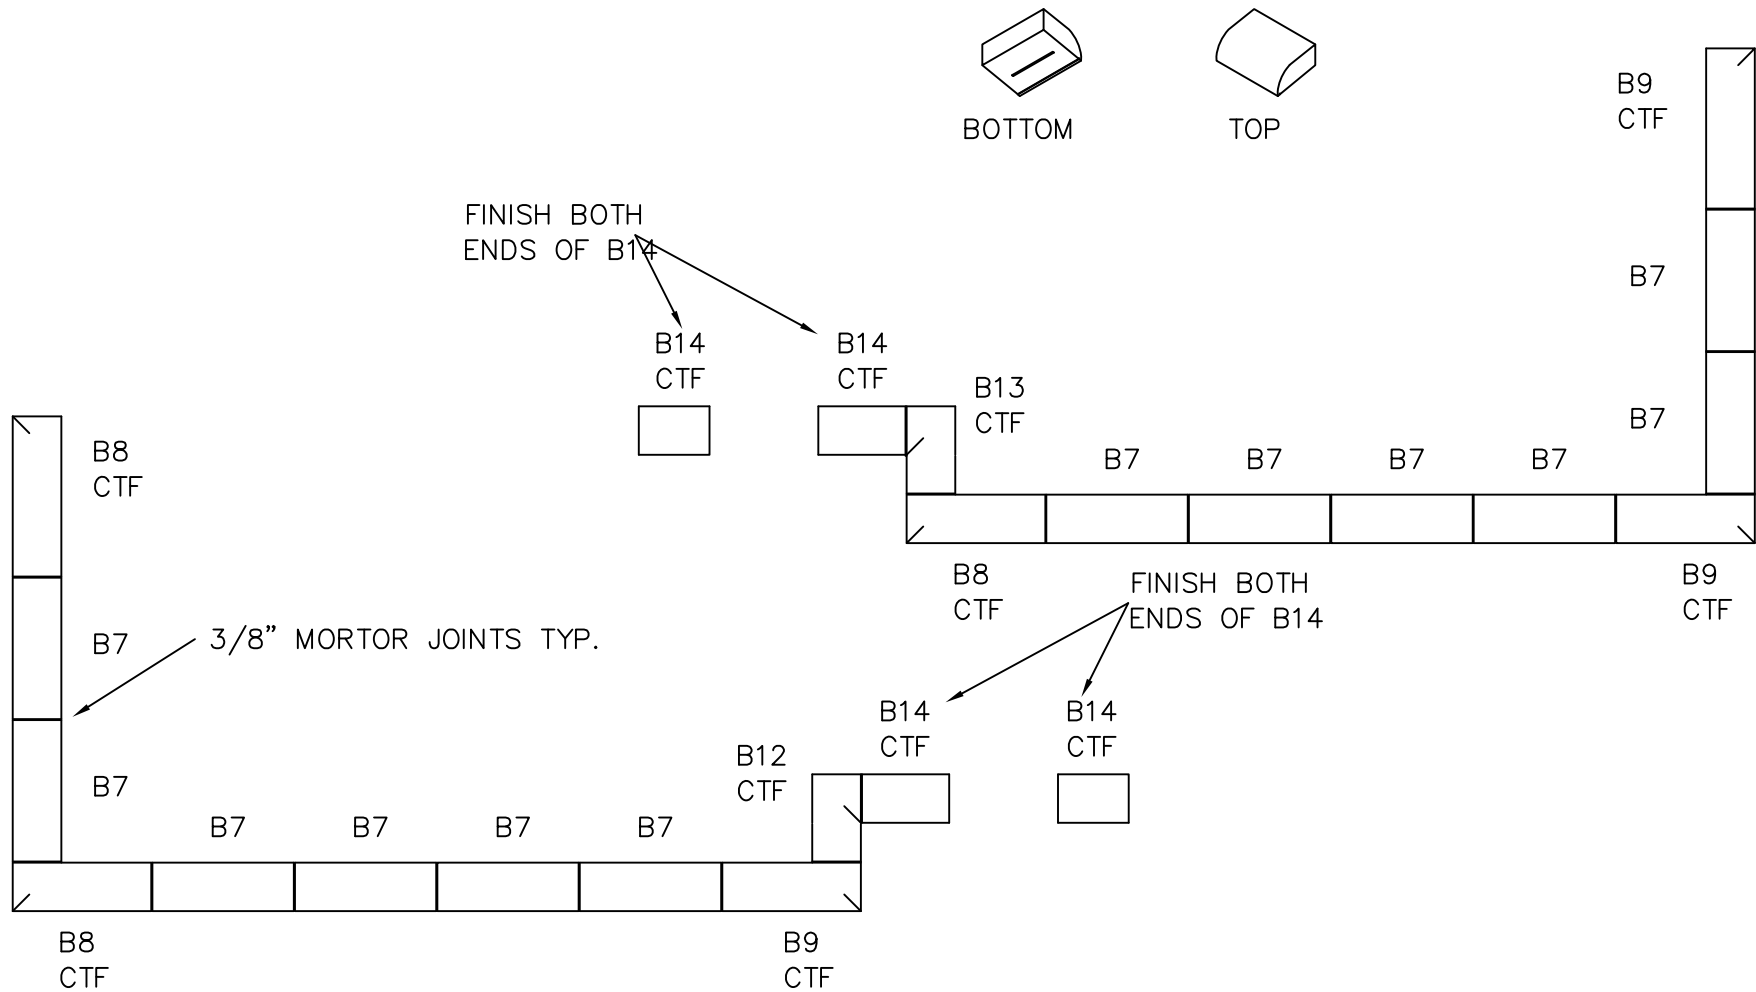 BOTTOM
TOP
B9
CTF
FINISH BOTH
ENDS OF B14
B7
B14
CTF
B14
CTF
B13
CTF
B7
B8
CTF
B7
B7
B7
B7
B8
CTF
FINISH BOTH
ENDS OF B14
B9
CTF
B7
3/8" MORTOR JOINTS TYP.
B14
CTF
B14
CTF
B12
CTF
B7
B7
B7
B7
B7
B8
CTF
B9
CTF